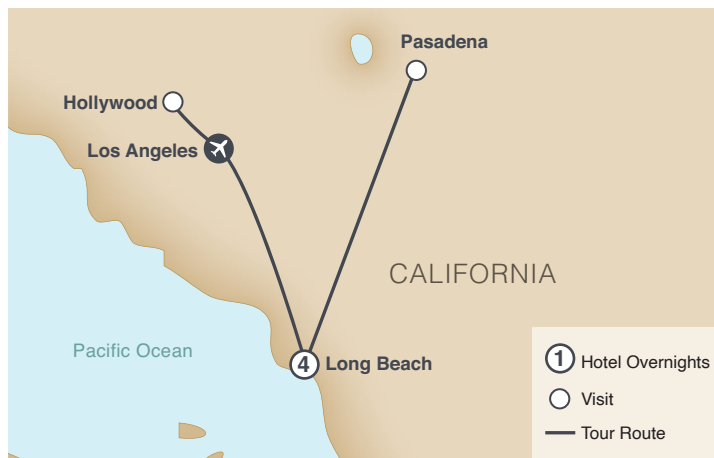 Pasadena
Hollywood
Los Angeles
CALIFORNIA
Pacific Ocean
4 Long Beach
1 Hotel Overnights
Visit
Tour Route